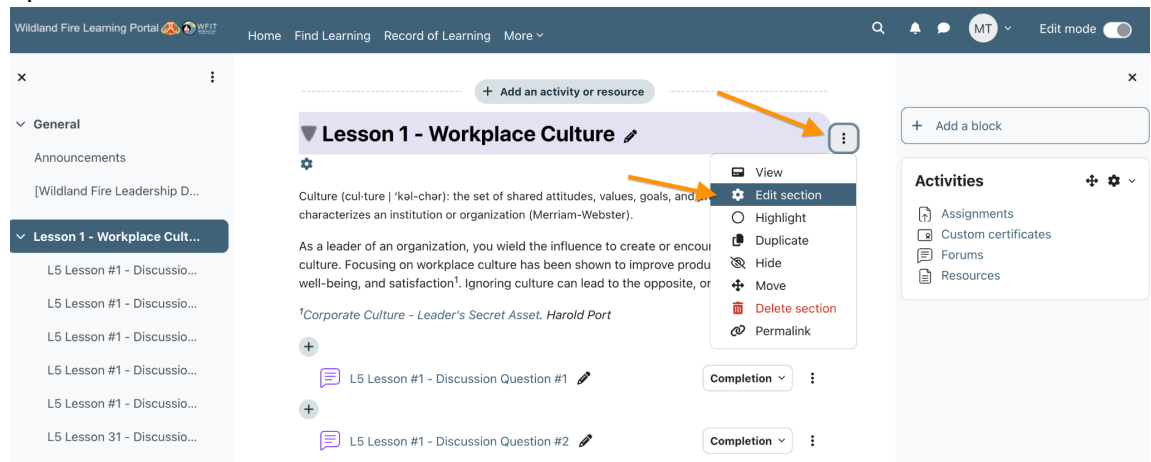 Wildland Fire Learning Portal WFIT
Home Find Learning Record of Learning More MT Edit mode
+ Add an activity or resource
General
Announcements
[Wildland Fire Leadership D...
Lesson 1 - Workplace Cult...
L5 Lesson #1 - Discussio...
L5 Lesson #1 - Discussio...
L5 Lesson #1 - Discussio...
L5 Lesson #1 - Discussio...
L5 Lesson #1 - Discussio...
L5 Lesson 31 - Discussio...
Lesson 1 - Workplace Culture
Culture (cul·ture | ˈkəl-chər): the set of shared attitudes, values, goals, and
characterizes an institution or organization (Merriam-Webster).
As a leader of an organization, you wield the influence to create or encour
culture. Focusing on workplace culture has been shown to improve produ
well-being, and satisfaction¹. Ignoring culture can lead to the opposite, or
¹Corporate Culture - Leader's Secret Asset. Harold Port
View
Edit section
Highlight
Duplicate
Hide
Move
Delete section
Permalink
L5 Lesson #1 - Discussion Question #1 Completion
L5 Lesson #1 - Discussion Question #2 Completion
+ Add a block
Activities
Assignments
Custom certificates
Forums
Resources